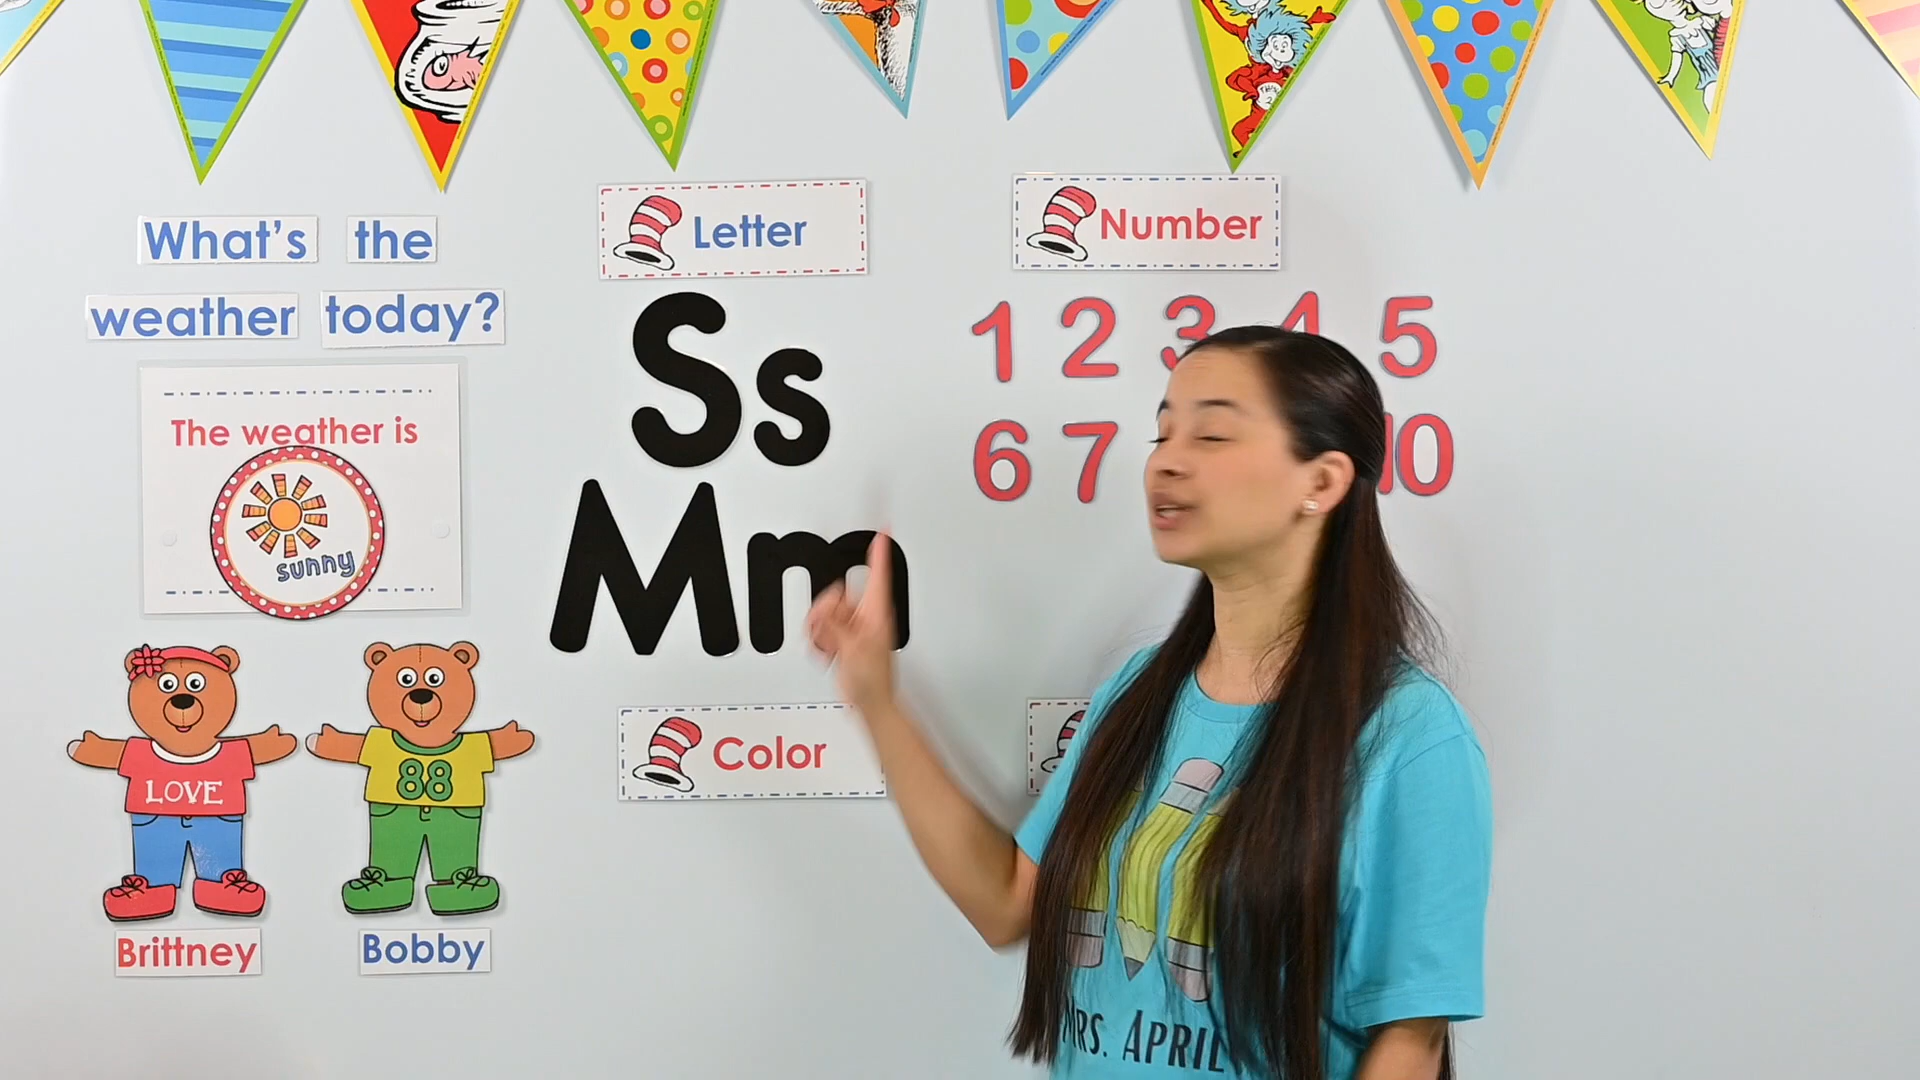 What's the
weather today?
The weather is
sunny
LOVE
88
Brittney
Bobby
Letter
Ss
Mm
Color
Number
1 2 3 4 5
6 7 10
MRS. APRIL